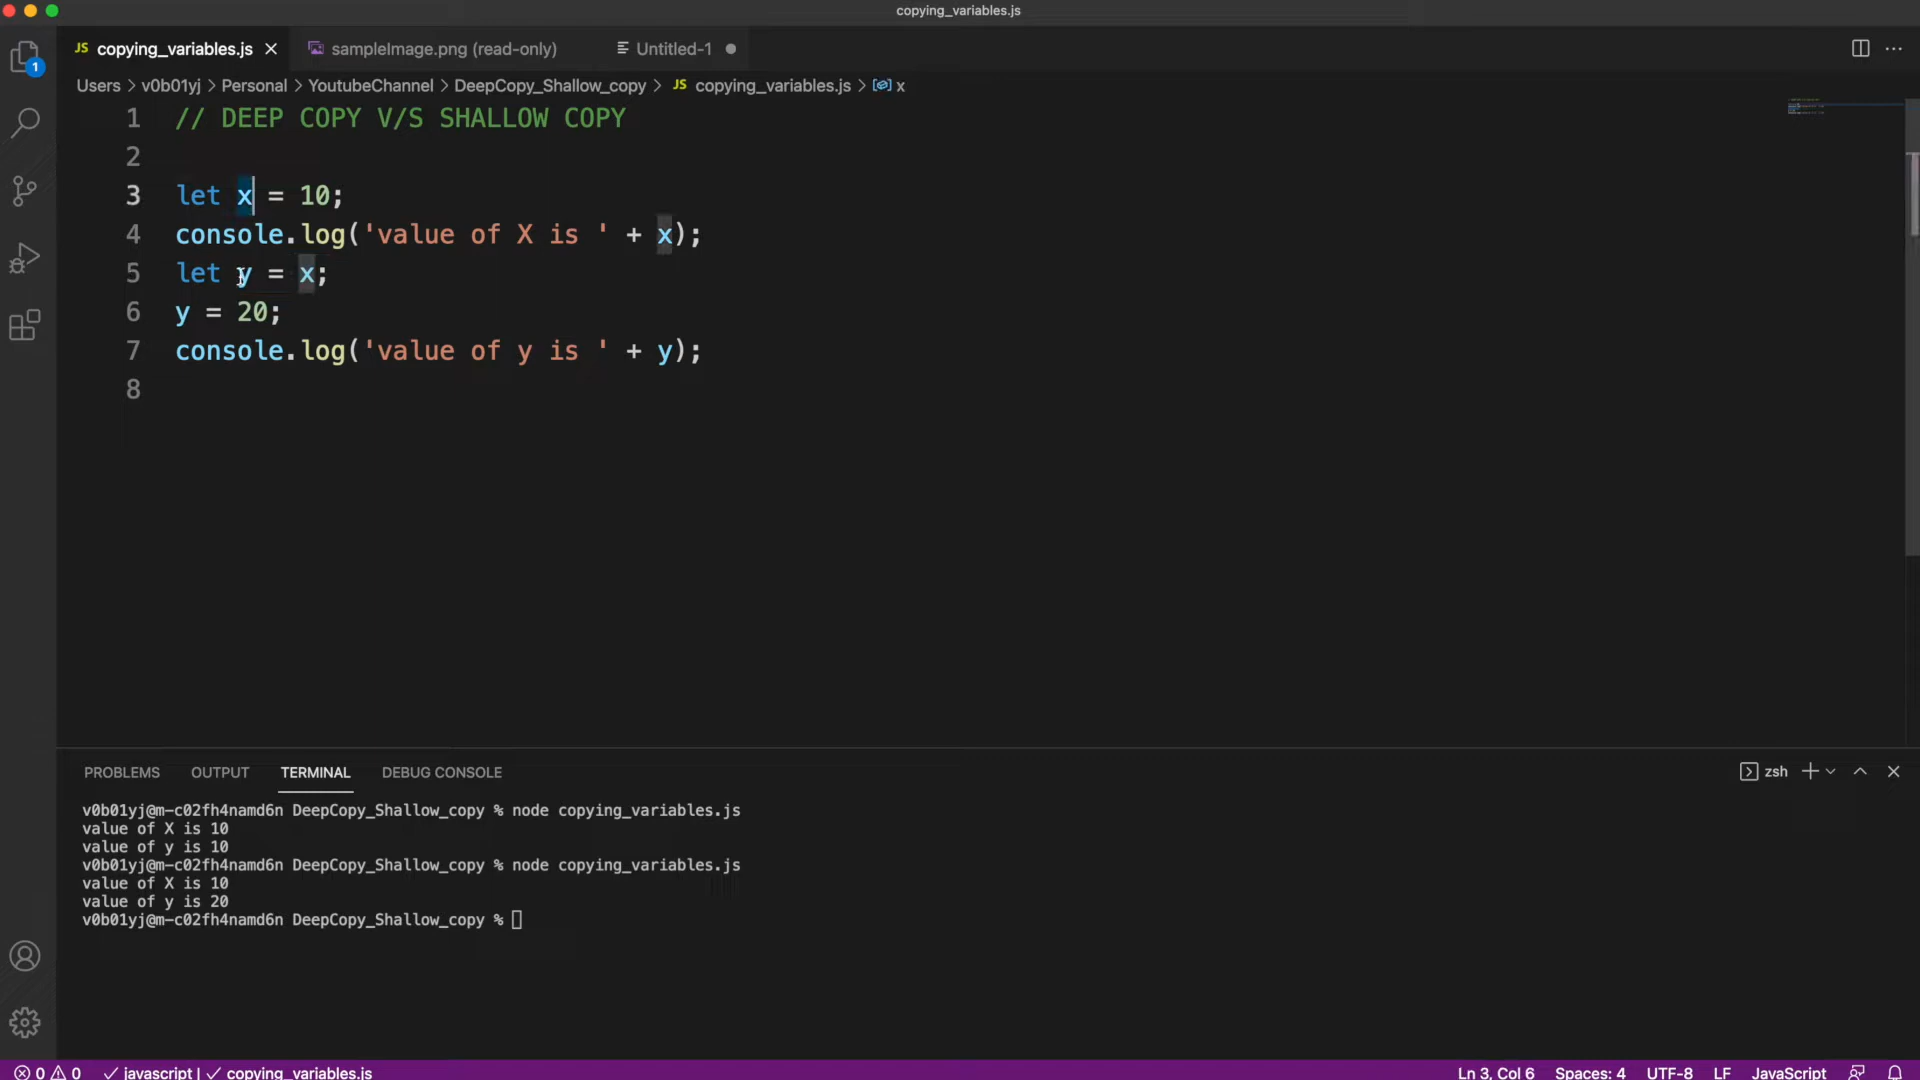 copying_variables.js
JS copying_variables.js
sampleImage.png (read-only)
Untitled-1
1
Users > v0b01yj > Personal > YoutubeChannel > DeepCopy_Shallow_copy > JS copying_variables.js > x
1 // DEEP COPY V/S SHALLOW COPY
2
3 let x = 10;
4 console.log('value of X is ' + x);
5 let y = x;
6 y = 20;
7 console.log('value of y is ' + y);
8
PROBLEMS OUTPUT TERMINAL DEBUG CONSOLE
zsh
v0b01yj@m-c02fh4namd6n DeepCopy_Shallow_copy % node copying_variables.js
value of X is 10
value of y is 10
v0b01yj@m-c02fh4namd6n DeepCopy_Shallow_copy % node copying_variables.js
value of X is 10
value of y is 20
v0b01yj@m-c02fh4namd6n DeepCopy_Shallow_copy %
0 0 ✓ javascript | ✓ copying_variables.js
Ln 3, Col 6 Spaces: 4 UTF-8 LF JavaScript